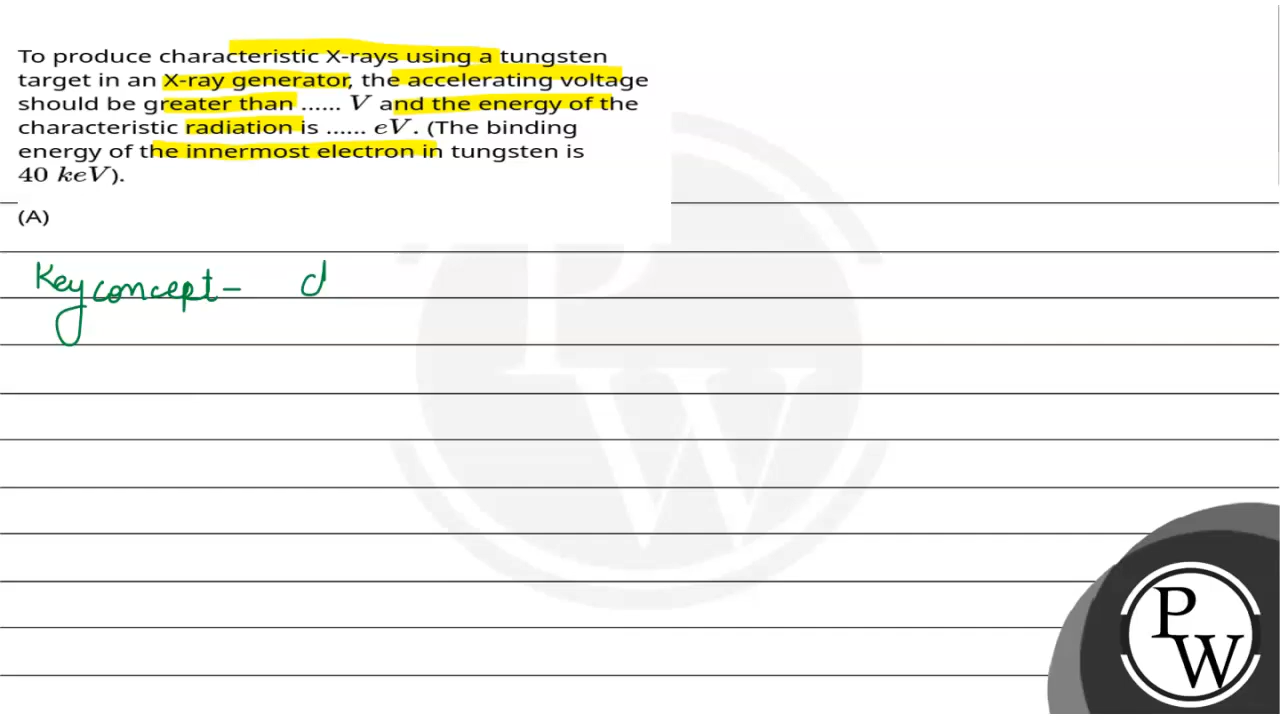 To produce characteristic X-rays using a tungsten
target in an X-ray generator, the accelerating voltage
should be greater than ...... V and the energy of the
characteristic radiation is ...... eV. (The binding
energy of the innermost electron in tungsten is
40 keV).
(A)
Key concept - d
P
W
P
W